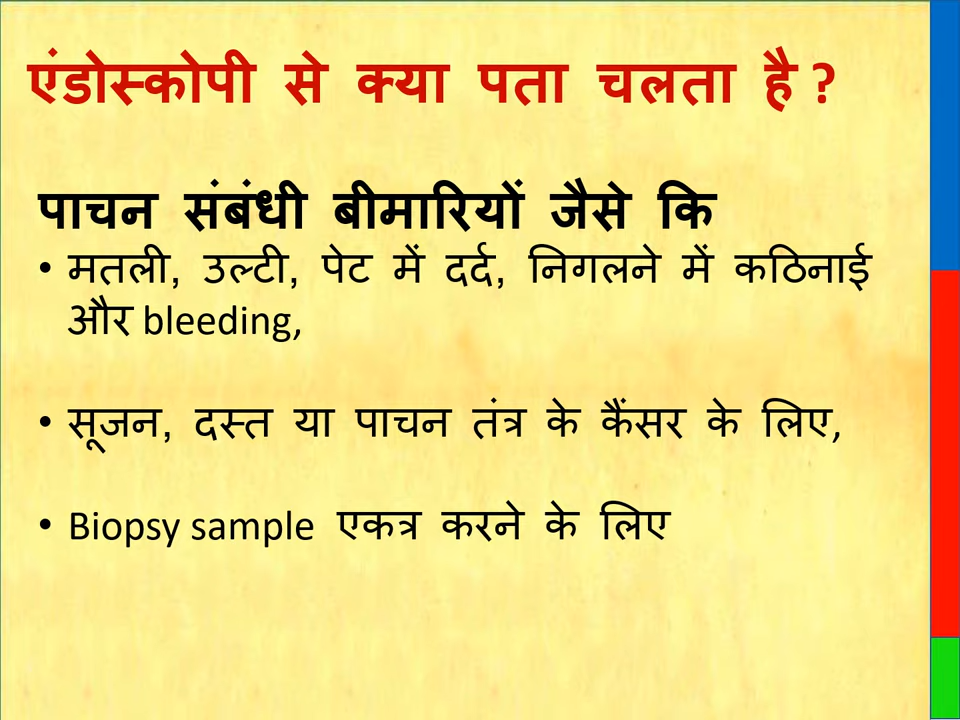 एंडोस्कोपी से क्या पता चलता है ?
पाचन संबंधी बीमारियों जैसे कि
• मतली, उल्टी, पेट में दर्द, निगलने में कठिनाई
और bleeding,
• सूजन, दस्त या पाचन तंत्र के कैंसर के लिए,
• Biopsy sample एकत्र करने के लिए